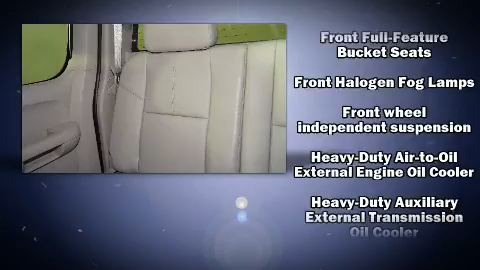 Front Full-Feature
Bucket Seats
Front Halogen Fog Lamps
Front wheel
independent suspension
Heavy-Duty Air-to-Oil
External Engine Oil Cooler
Heavy-Duty Auxiliary
External Transmission
Oil Cooler